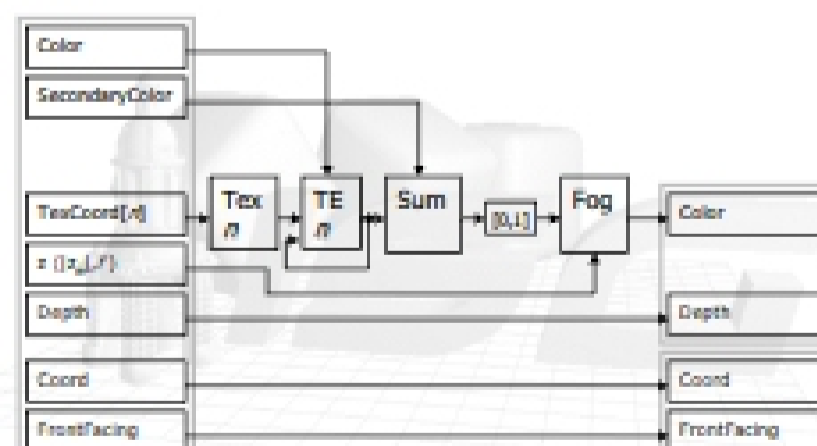 Color
SecondaryColor
TexCoord[n]
Tex
n
TE
n
Sum
[0,1]
Fog
Color
Depth
Depth
Coord
Coord
FrontFacing
FrontFacing